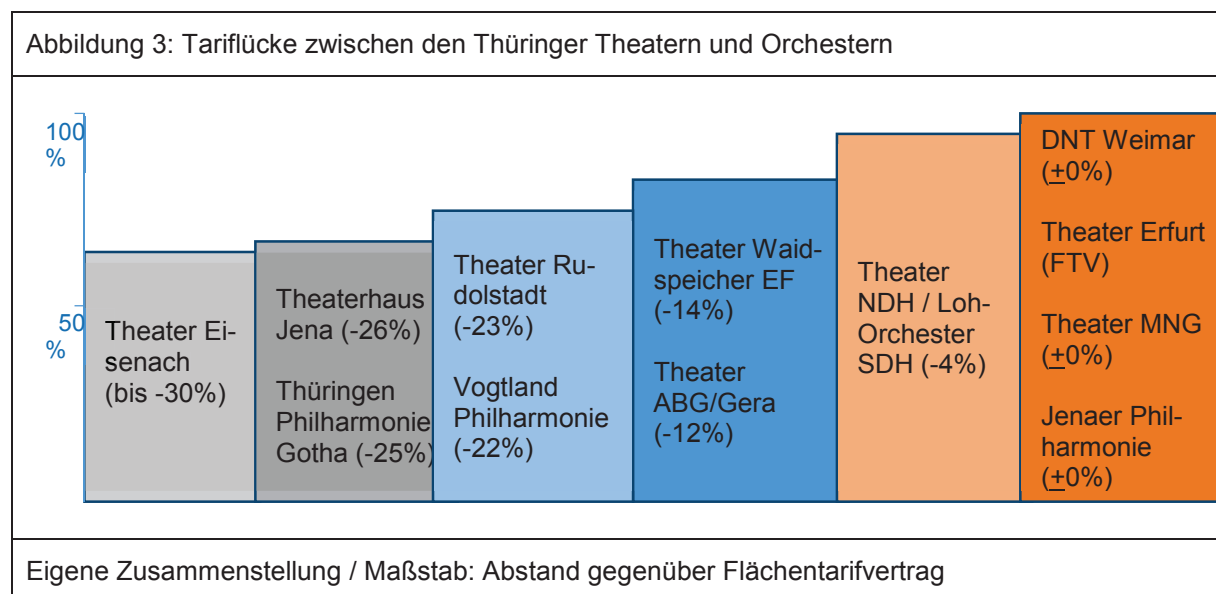 Abbildung 3: Tariflücke zwischen den Thüringer Theatern und Orchestern
100
%
50
%
Theater Ei-
senach
(bis -30%)
Theaterhaus
Jena (-26%)
Thüringen
Philharmonie
Gotha (-25%)
Theater Ru-
dolstadt
(-23%)
Vogtland
Philharmonie
(-22%)
Theater Waid-
speicher EF
(-14%)
Theater
ABG/Gera
(-12%)
Theater
NDH / Loh-
Orchester
SDH (-4%)
DNT Weimar
(±0%)
Theater Erfurt
(FTV)
Theater MNG
(±0%)
Jenaer Phil-
harmonie
(±0%)
Eigene Zusammenstellung / Maßstab: Abstand gegenüber Flächentarifvertrag